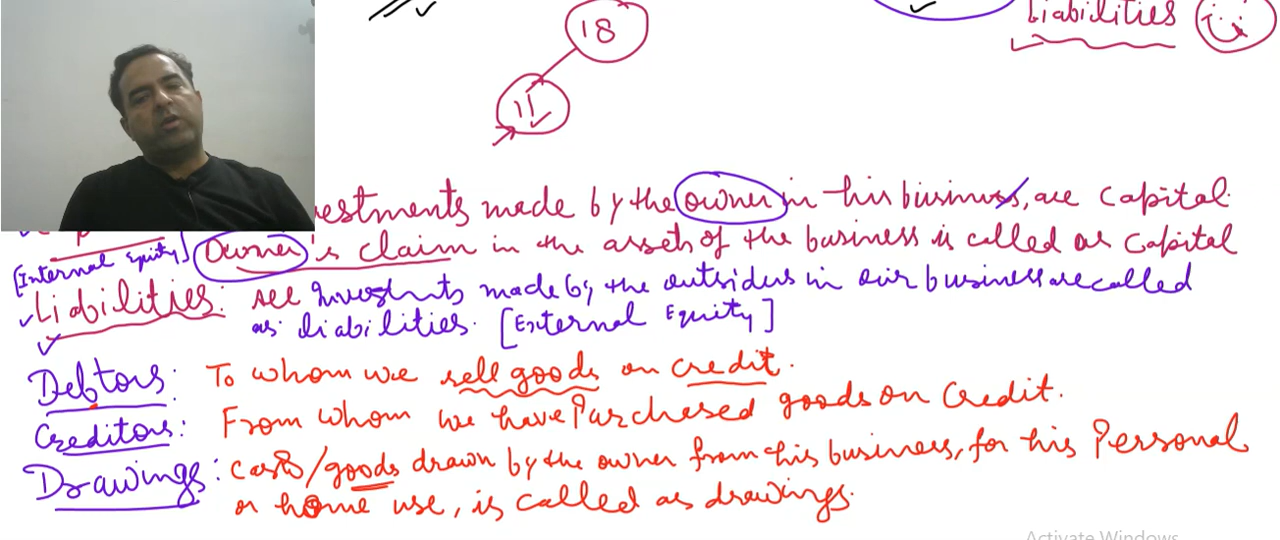 Liabilities
18
11
vestments made by the owner in his business, are Capital.
[Internal Equity] Owner's claim in the assets of the business is called as Capital
Liabilities: All Investments made by the outsiders in our business are called
as liabilities. [External Equity]
Debtors: To whom we sell goods on credit.
Creditors: From whom we have Purchased goods on Credit.
Drawings: Cash/goods drawn by the owner from his business, for his Personal
or home use, is called as drawings.
Activate Windows